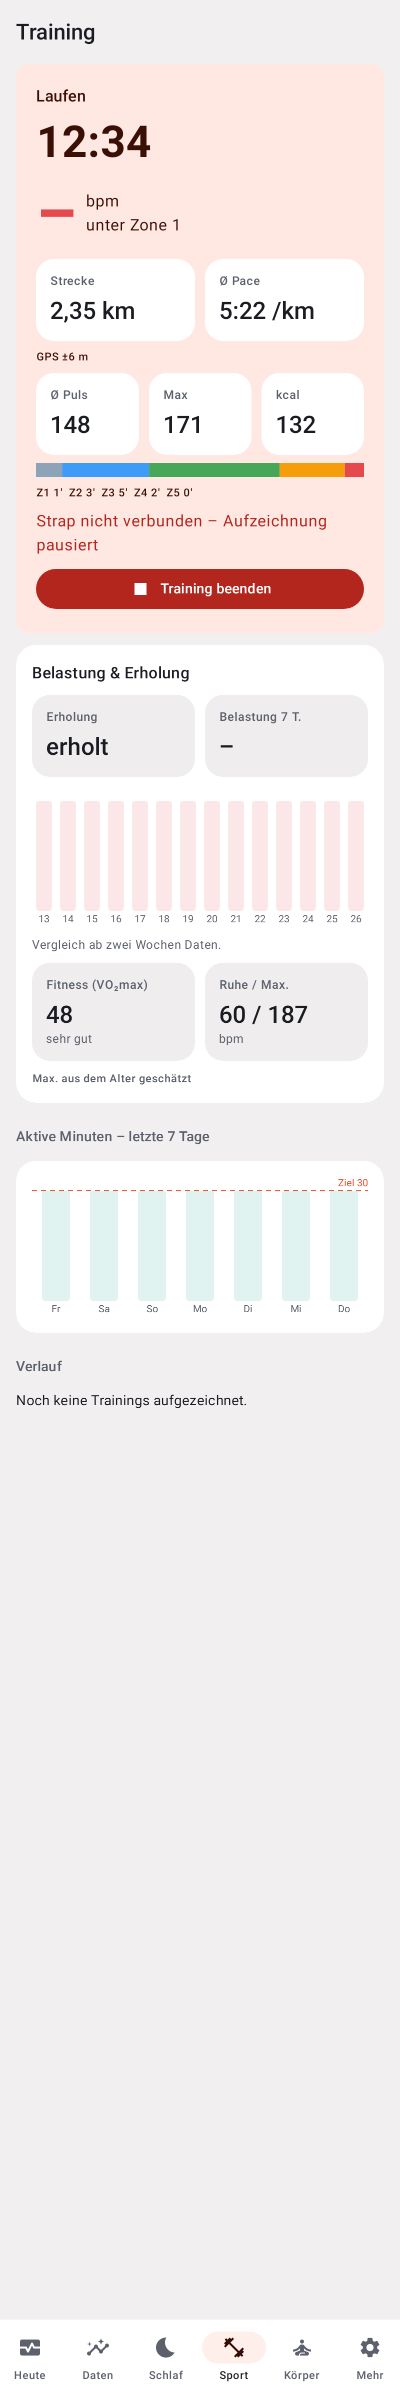 Training
Laufen
12:34
– bpm
unter Zone 1
Strecke
2,35 km
Ø Pace
5:22 /km
GPS ±6 m
Ø Puls
148
Max
171
kcal
132
Z1 1' Z2 3' Z3 5' Z4 2' Z5 0'
Strap nicht verbunden – Aufzeichnung
pausiert
Training beenden
Belastung & Erholung
Erholung
erholt
Belastung 7 T.
–
13 14 15 16 17 18 19 20 21 22 23 24 25 26
Vergleich ab zwei Wochen Daten.
Fitness (VO₂max)
48
sehr gut
Ruhe / Max.
60 / 187
bpm
Max. aus dem Alter geschätzt
Aktive Minuten – letzte 7 Tage
Ziel 30
Fr Sa So Mo Di Mi Do
Verlauf
Noch keine Trainings aufgezeichnet.
Heute Daten Schlaf Sport Körper Mehr